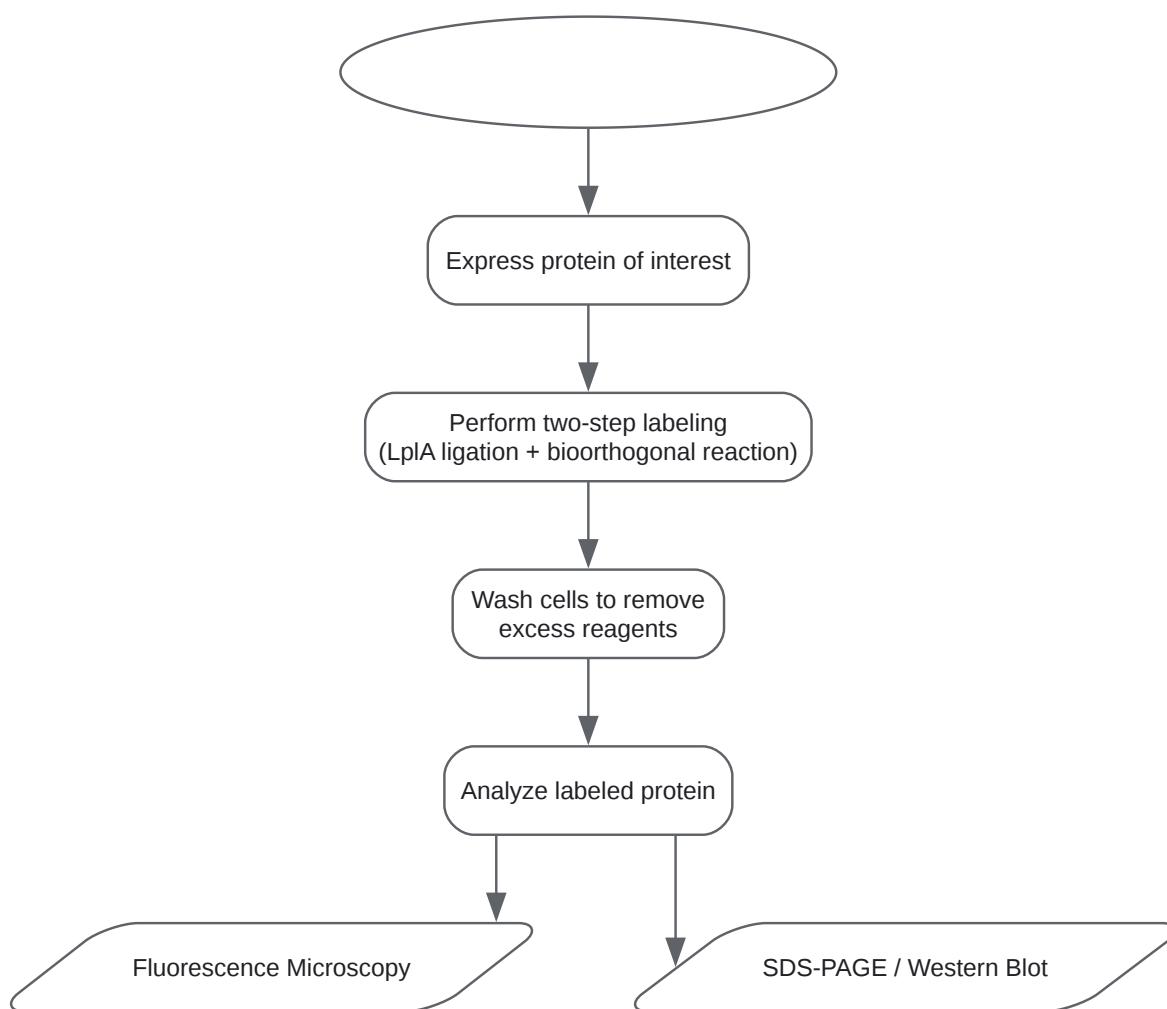 Express protein of interest
Perform two-step labeling
(LplA ligation + bioorthogonal reaction)
Wash cells to remove
excess reagents
Analyze labeled protein
Fluorescence Microscopy
SDS-PAGE / Western Blot